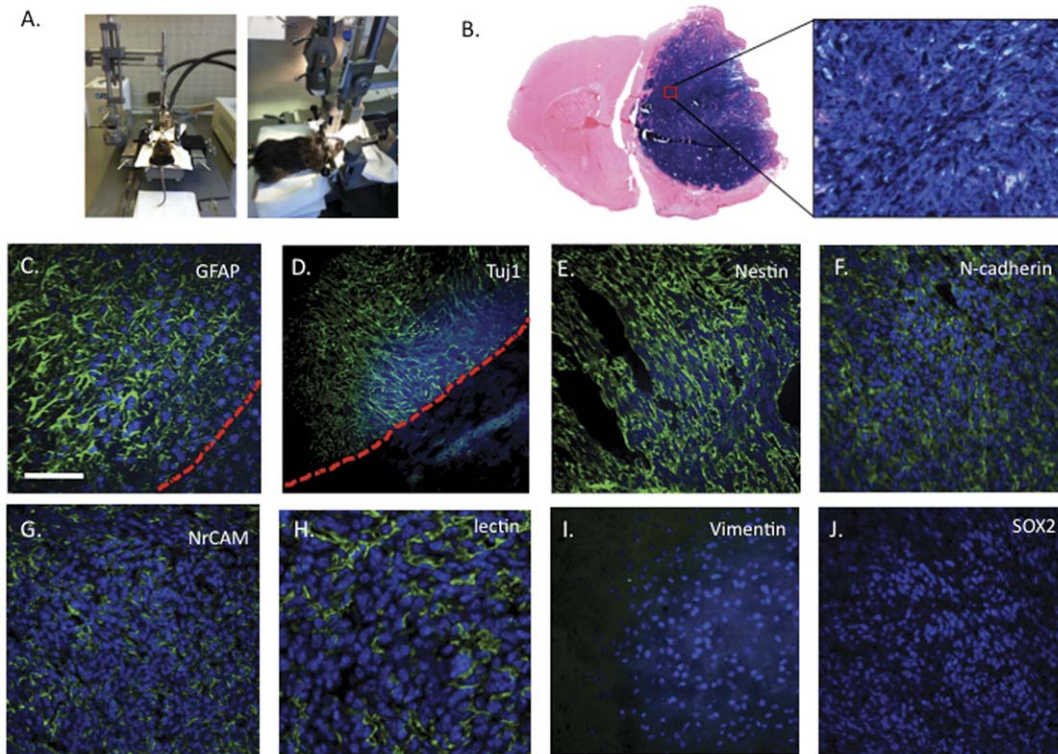 A.
B.
C.
GFAP
D.
Tuj1
E.
Nestin
F.
N-cadherin
G.
NrCAM
H.
lectin
I.
Vimentin
J.
SOX2